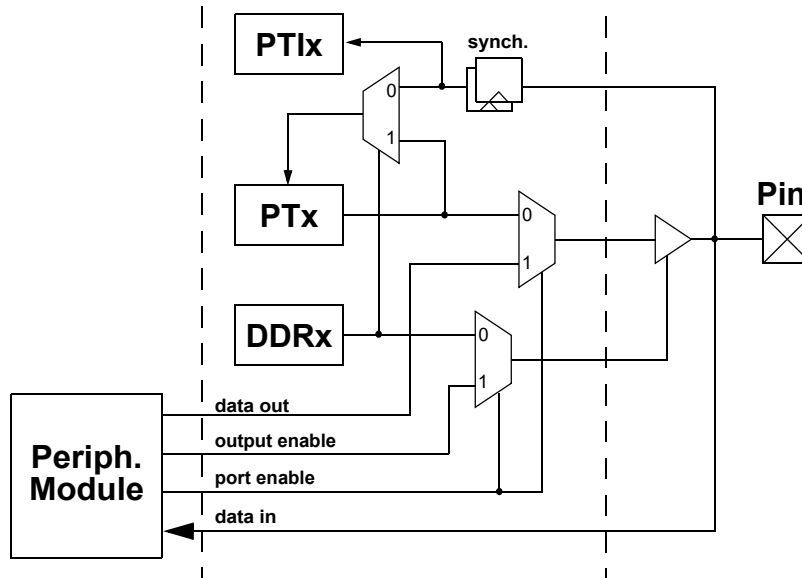 PTIx
synch.
0
1
PTx
0
1
Pin
DDRx
0
1
data out
output enable
port enable
data in
Periph.
Module